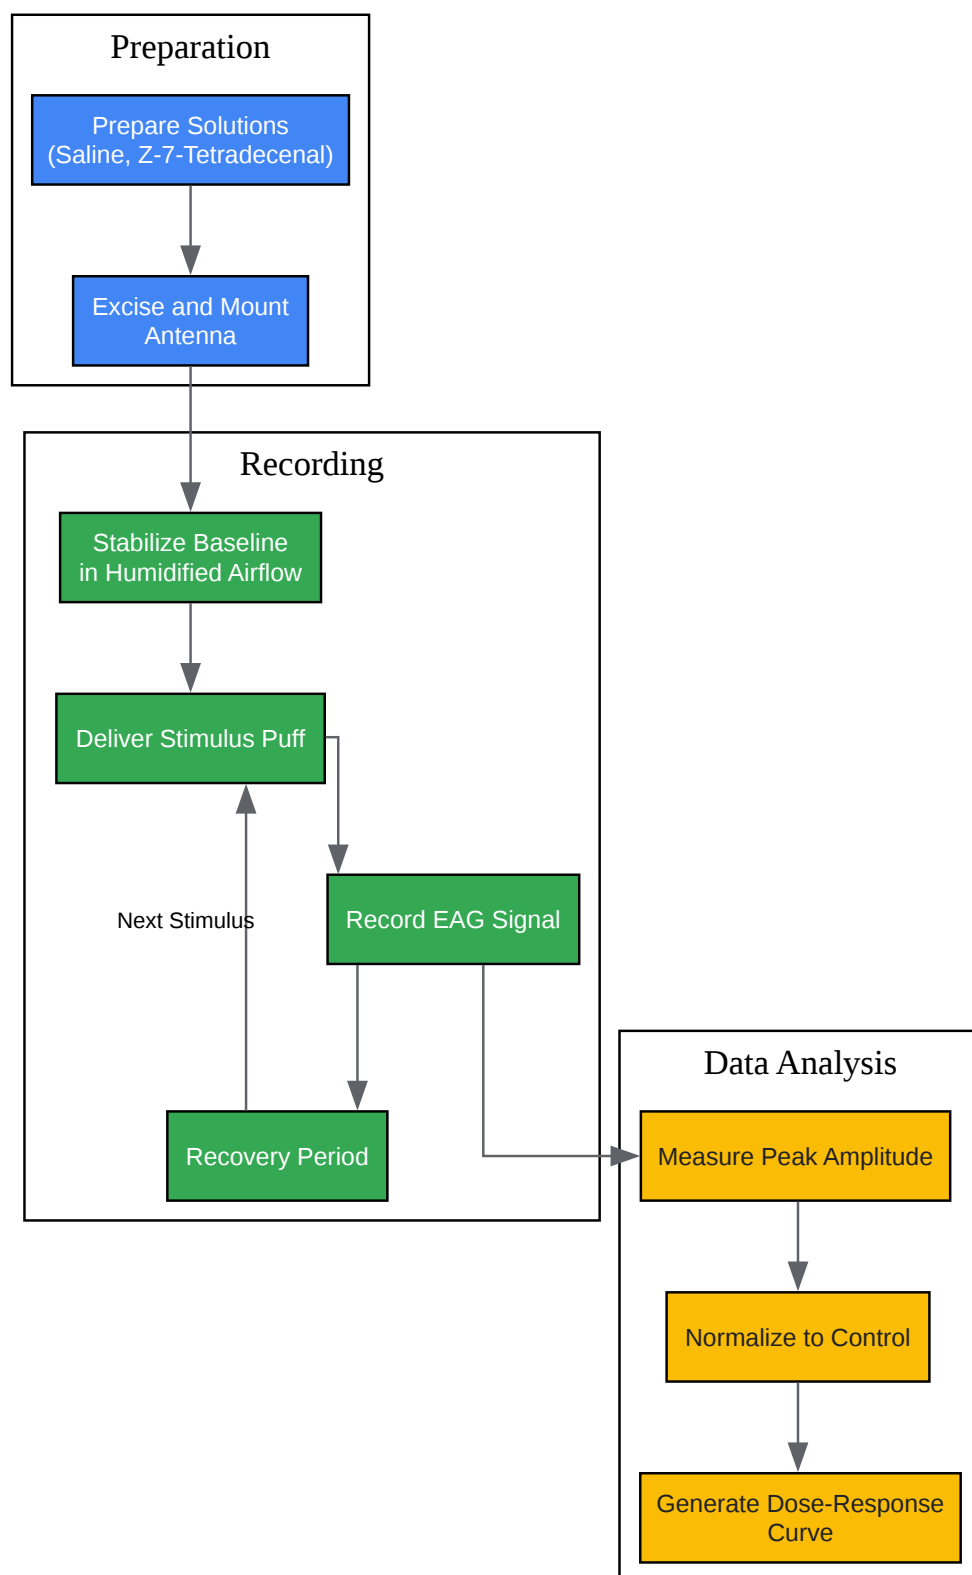 Preparation
Prepare Solutions
(Saline, Z-7-Tetradecenal)
Excise and Mount
Antenna
Recording
Stabilize Baseline
in Humidified Airflow
Deliver Stimulus Puff
Next Stimulus
Record EAG Signal
Recovery Period
Data Analysis
Measure Peak Amplitude
Normalize to Control
Generate Dose-Response
Curve